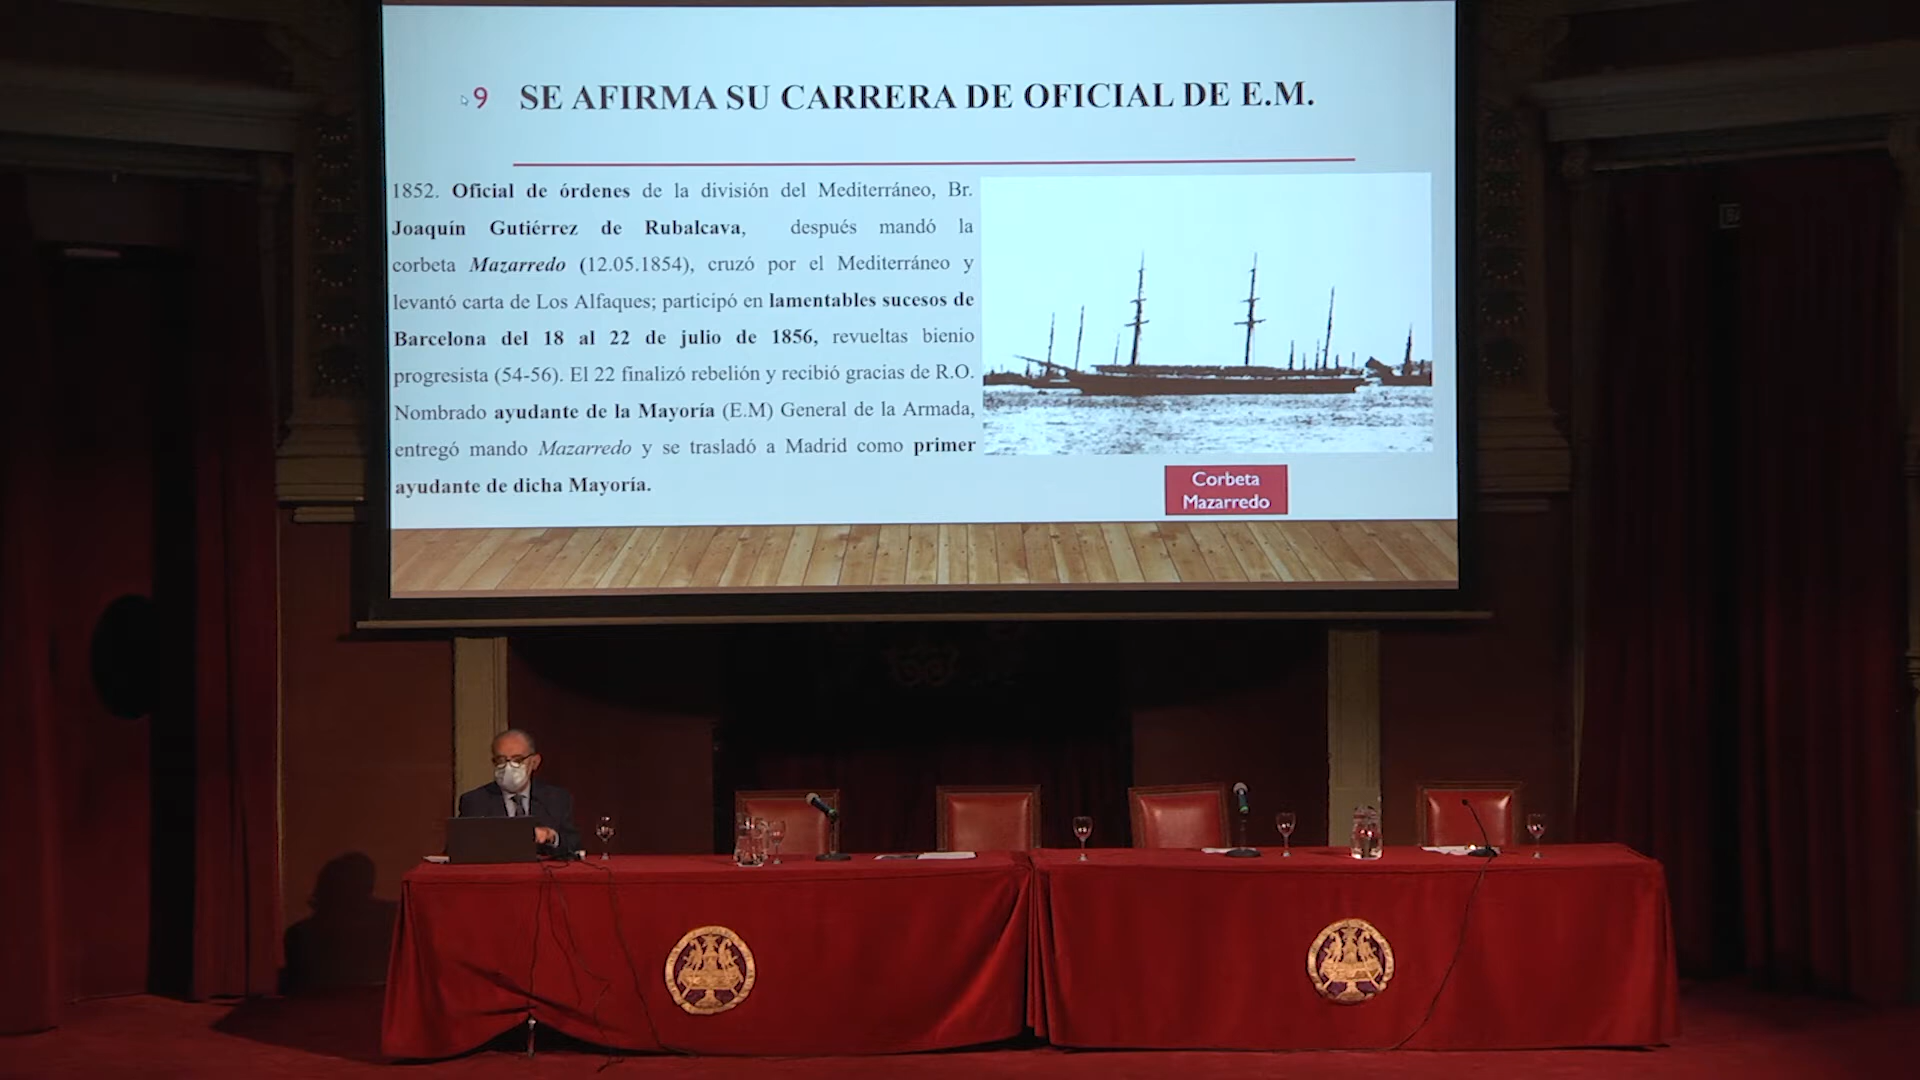 9 SE AFIRMA SU CARRERA DE OFICIAL DE E.M.
1852. Oficial de órdenes de la división del Mediterráneo, Br.
Joaquín Gutiérrez de Rubalcava, después mandó la
corbeta Mazarredo (12.05.1854), cruzó por el Mediterráneo y
levantó carta de Los Alfaques; participó en lamentables sucesos de
Barcelona del 18 al 22 de julio de 1856, revueltas bienio
progresista (54-56). El 22 finalizó rebelión y recibió gracias de R.O.
Nombrado ayudante de la Mayoría (E.M) General de la Armada,
entregó mando Mazarredo y se trasladó a Madrid como primer
ayudante de dicha Mayoría.
Corbeta
Mazarredo